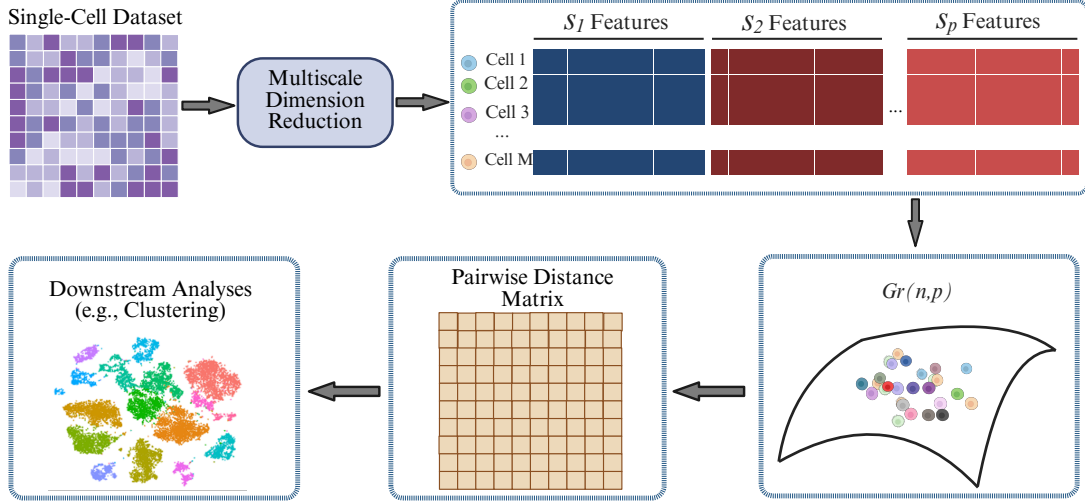 Single-Cell Dataset
Multiscale
Dimension
Reduction
S1 Features
S2 Features
Sp Features
Cell 1
Cell 2
Cell 3
...
Cell M
...
Gr(n,p)
Pairwise Distance
Matrix
Downstream Analyses
(e.g., Clustering)